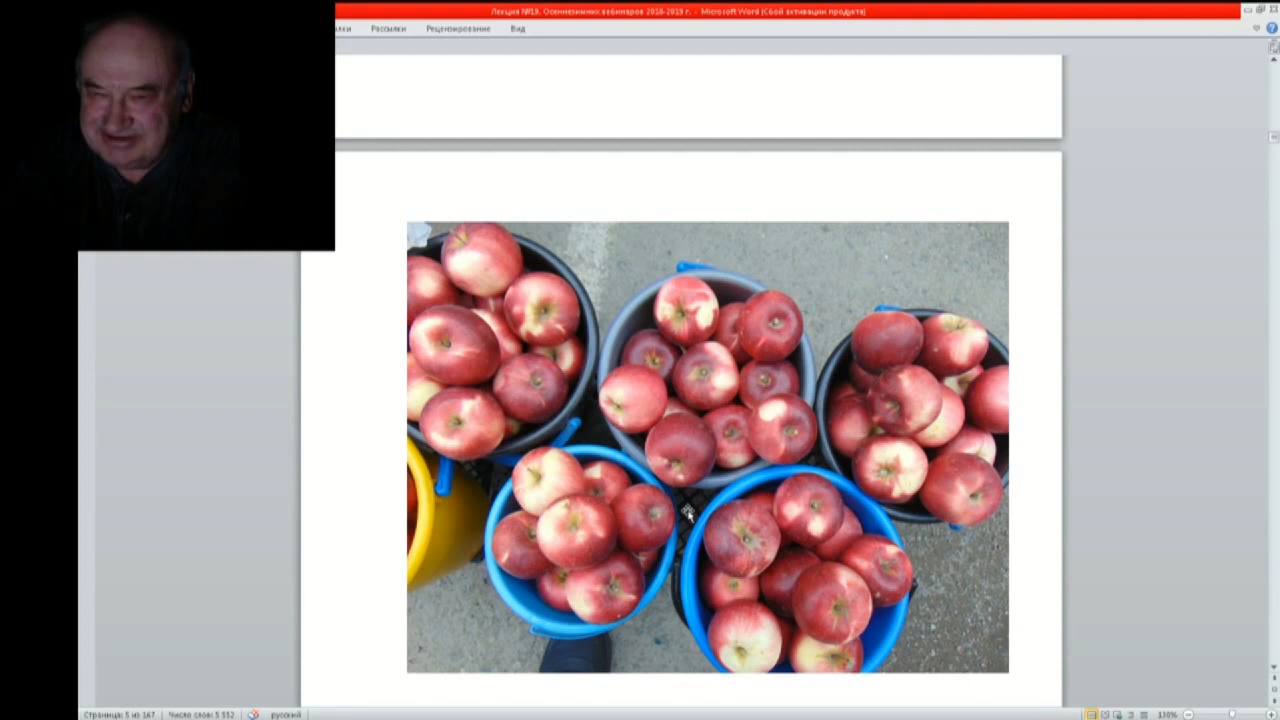 Лекция №19. Осеннезимних вебинаров 2018-2019 г. - Microsoft Word (Сбой активации продукта)
Рассылки Рецензирование Вид
Страница: 5 из 167 Число слов: 5 552 русский 130%